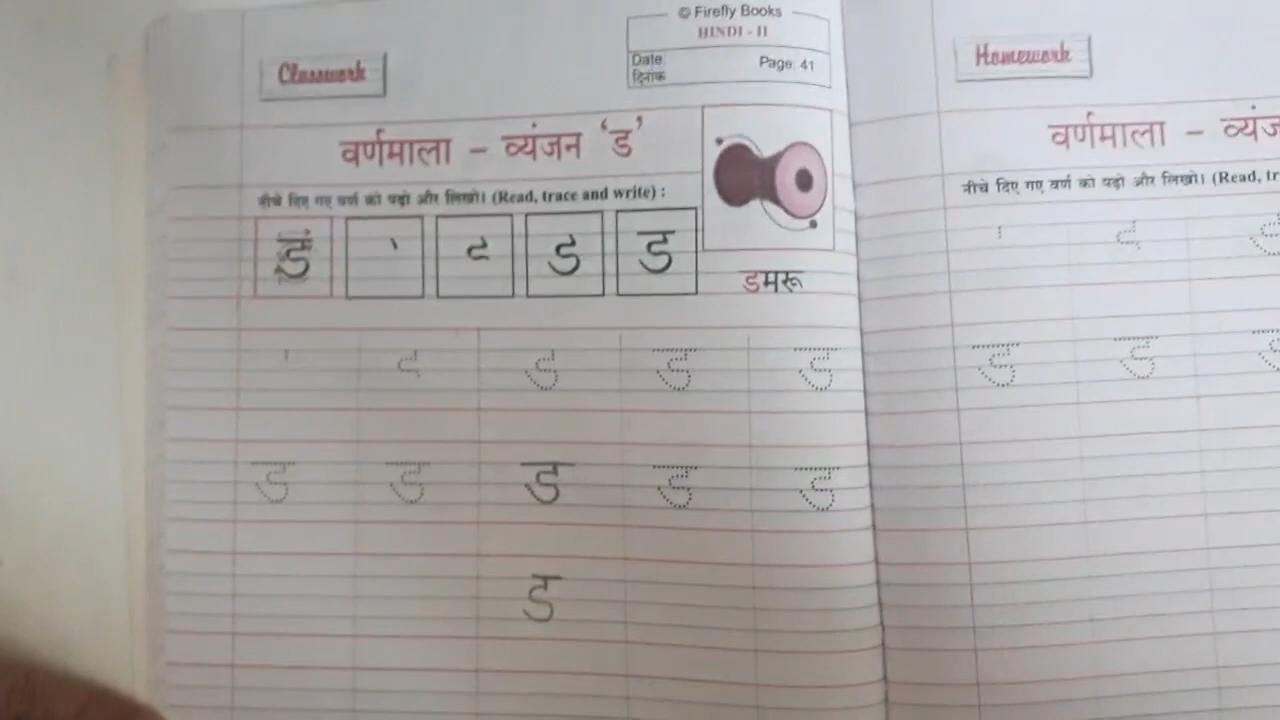 © Firefly Books
HINDI - II
Date
दिनांक
Page: 41
Classwork
वर्णमाला – व्यंजन ‘ड’
नीचे दिए गए वर्ण को पढ़ो और लिखो। (Read, trace and write) :
ड ड ड
डमरू
ड ड ड
ड ड ड ड ड
ड
Homework
वर्णमाला –
नीचे दिए गए वर्ण को पढ़ो और लिखो। (Read,
ड ड